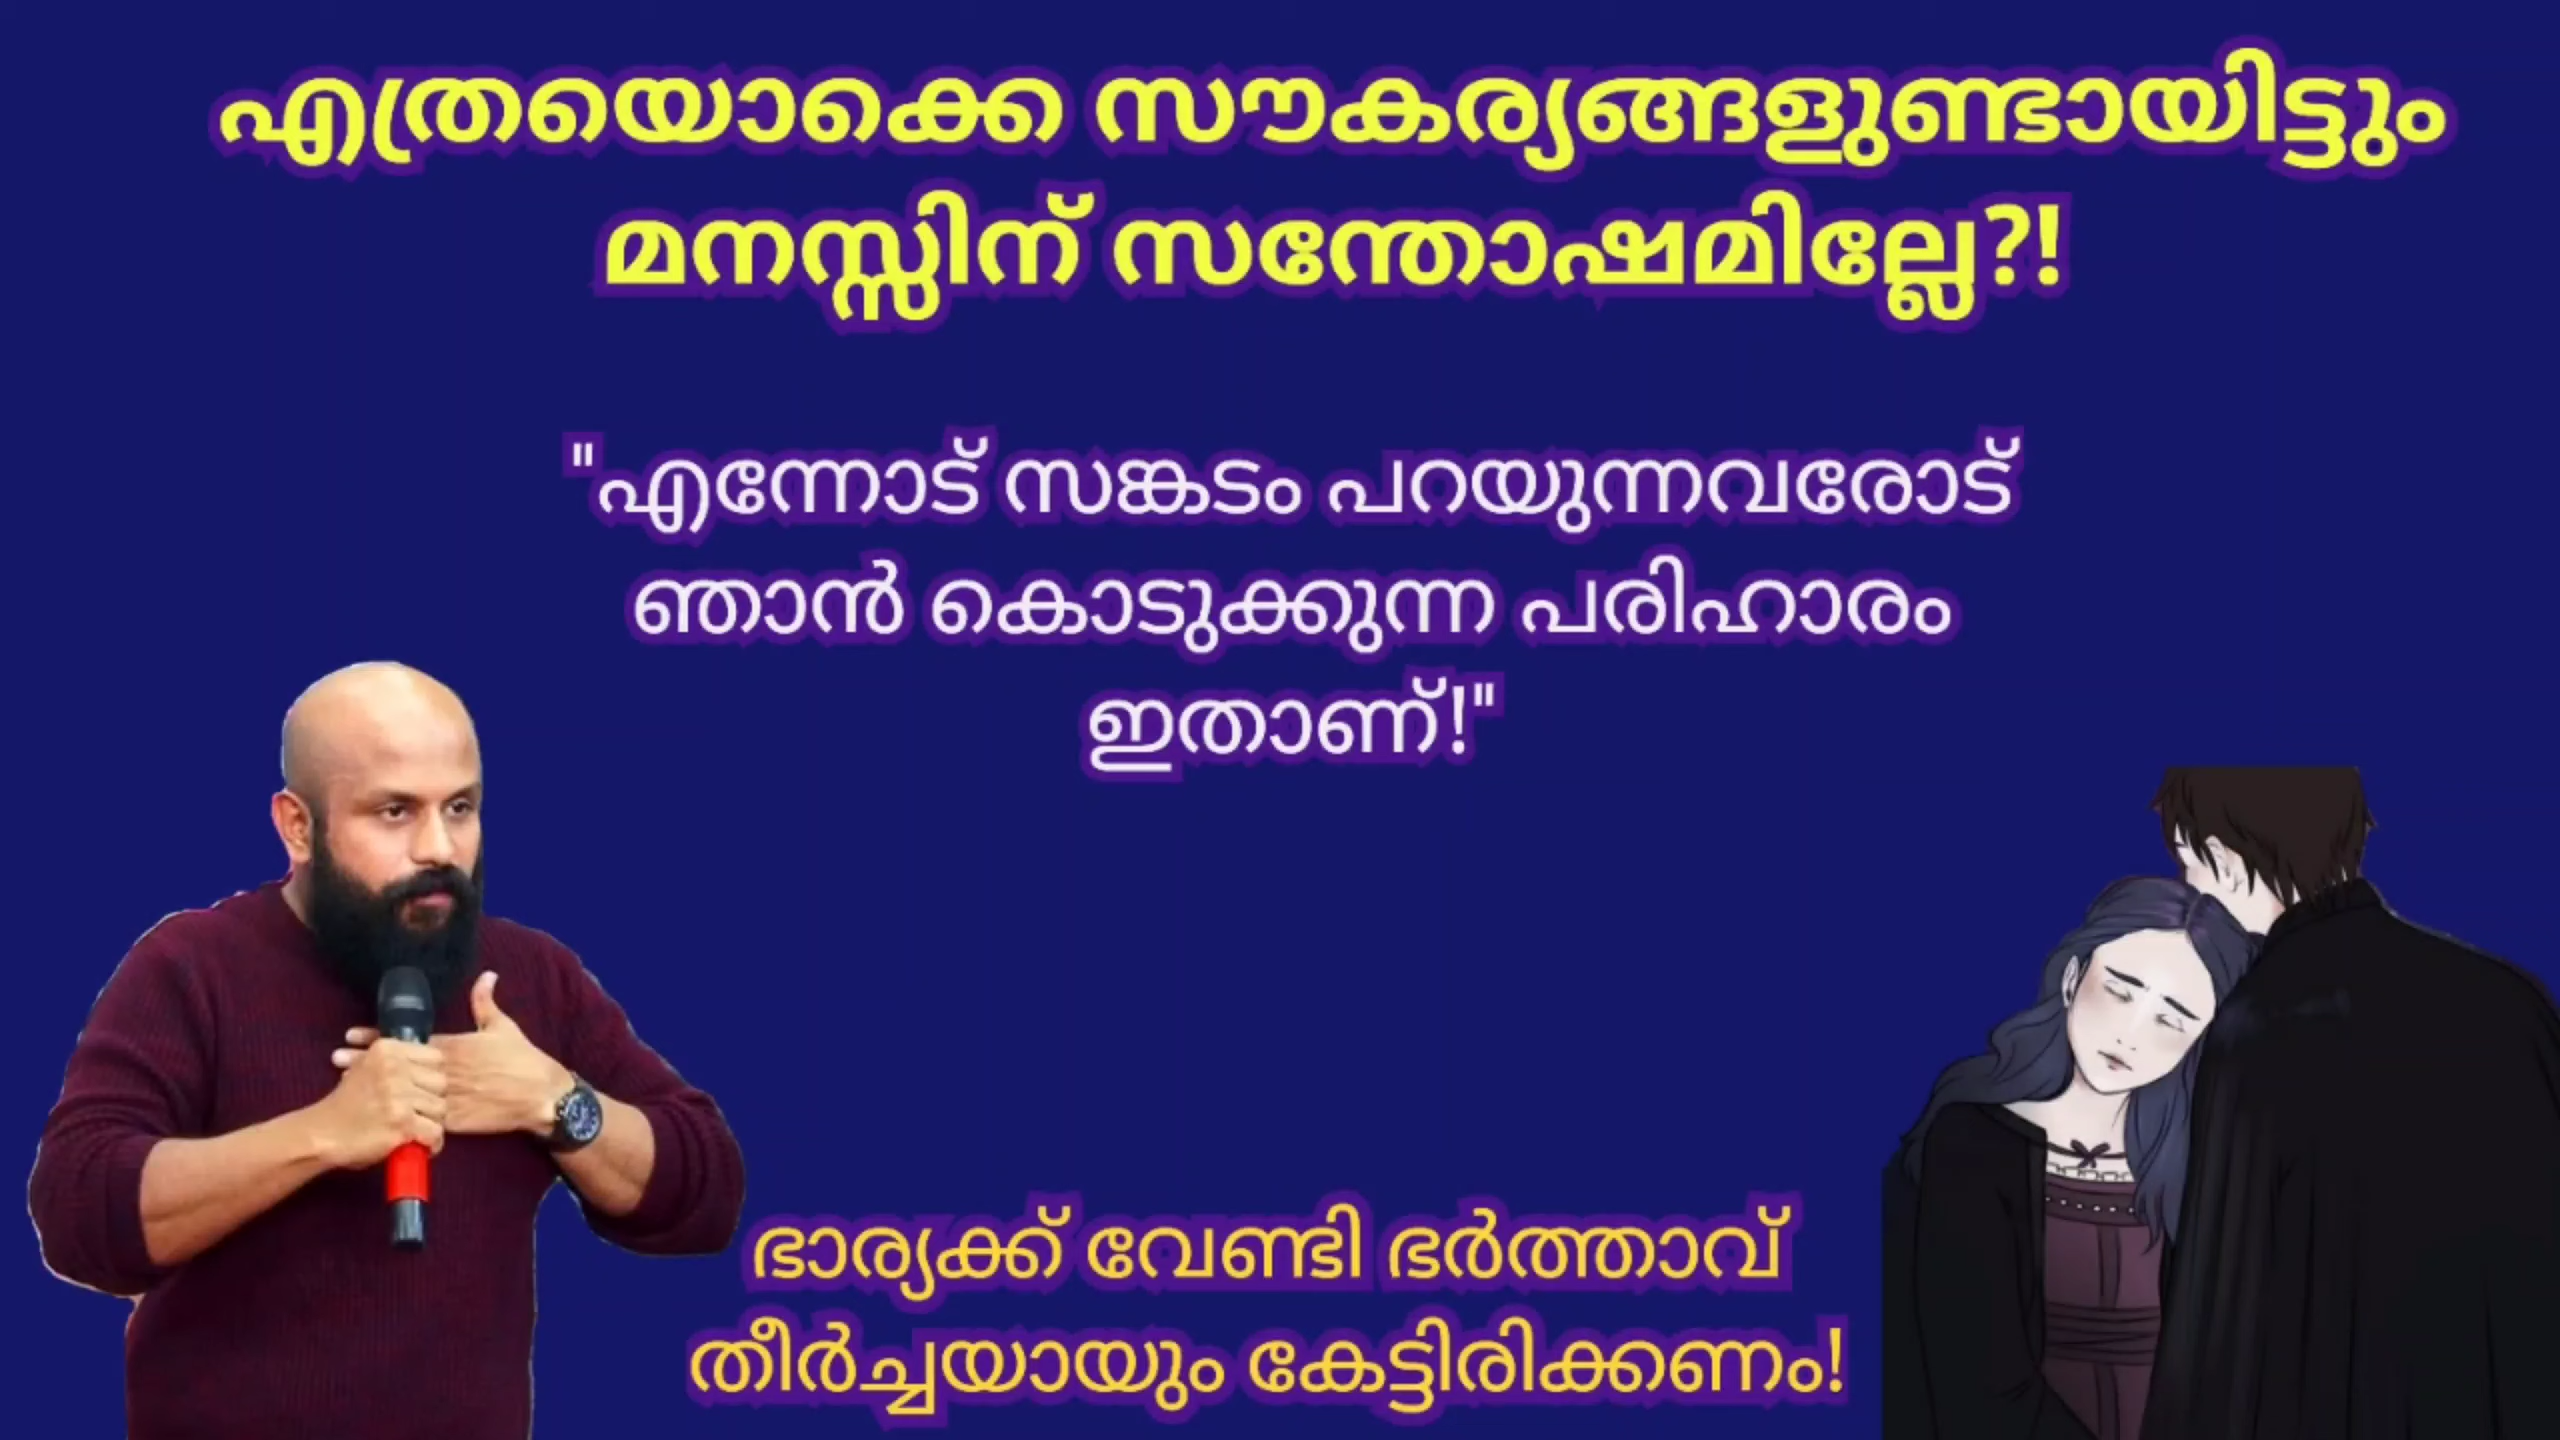 എത്രയൊക്കെ സൗകര്യങ്ങളുണ്ടായിട്ടും
മനസ്സിന് സന്തോഷമില്ലേ?!
"എന്നോട് സങ്കടം പറയുന്നവരോട്
ഞാൻ കൊടുക്കുന്ന പരിഹാരം
ഇതാണ്!"
ഭാര്യക്ക് വേണ്ടി ഭർത്താവ്
തീർച്ചയായും കേട്ടിരിക്കണം!